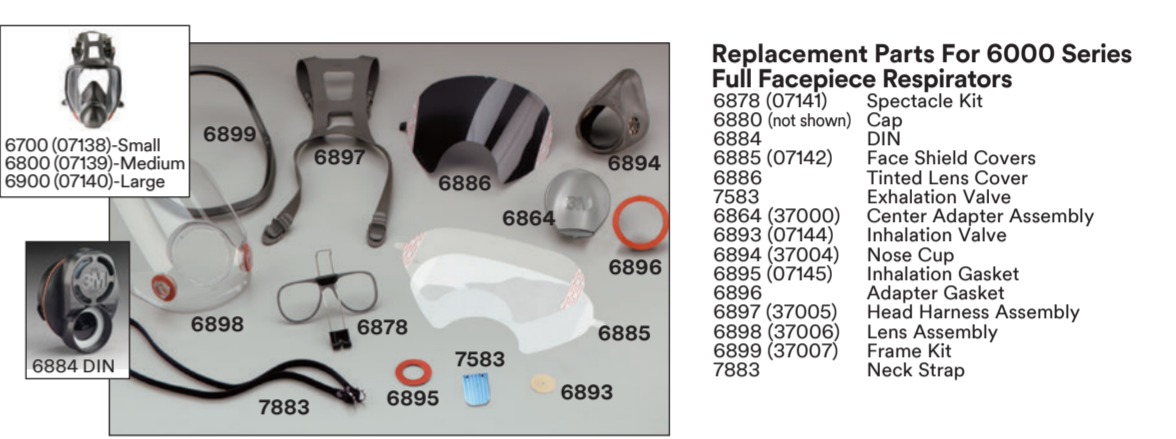 6700 (07138)-Small
6800 (07139)-Medium
6900 (07140)-Large
6899
6897
6886
6894
6864
3M
6896
6898
6878
6885
3M
6884 DIN
7883
6895
7583
6893
Replacement Parts For 6000 Series
Full Facepiece Respirators
6878 (07141) Spectacle Kit
6880 (not shown) Cap
6884 DIN
6885 (07142) Face Shield Covers
6886 Tinted Lens Cover
7583 Exhalation Valve
6864 (37000) Center Adapter Assembly
6893 (07144) Inhalation Valve
6894 (37004) Nose Cup
6895 (07145) Inhalation Gasket
6896 Adapter Gasket
6897 (37005) Head Harness Assembly
6898 (37006) Lens Assembly
6899 (37007) Frame Kit
7883 Neck Strap